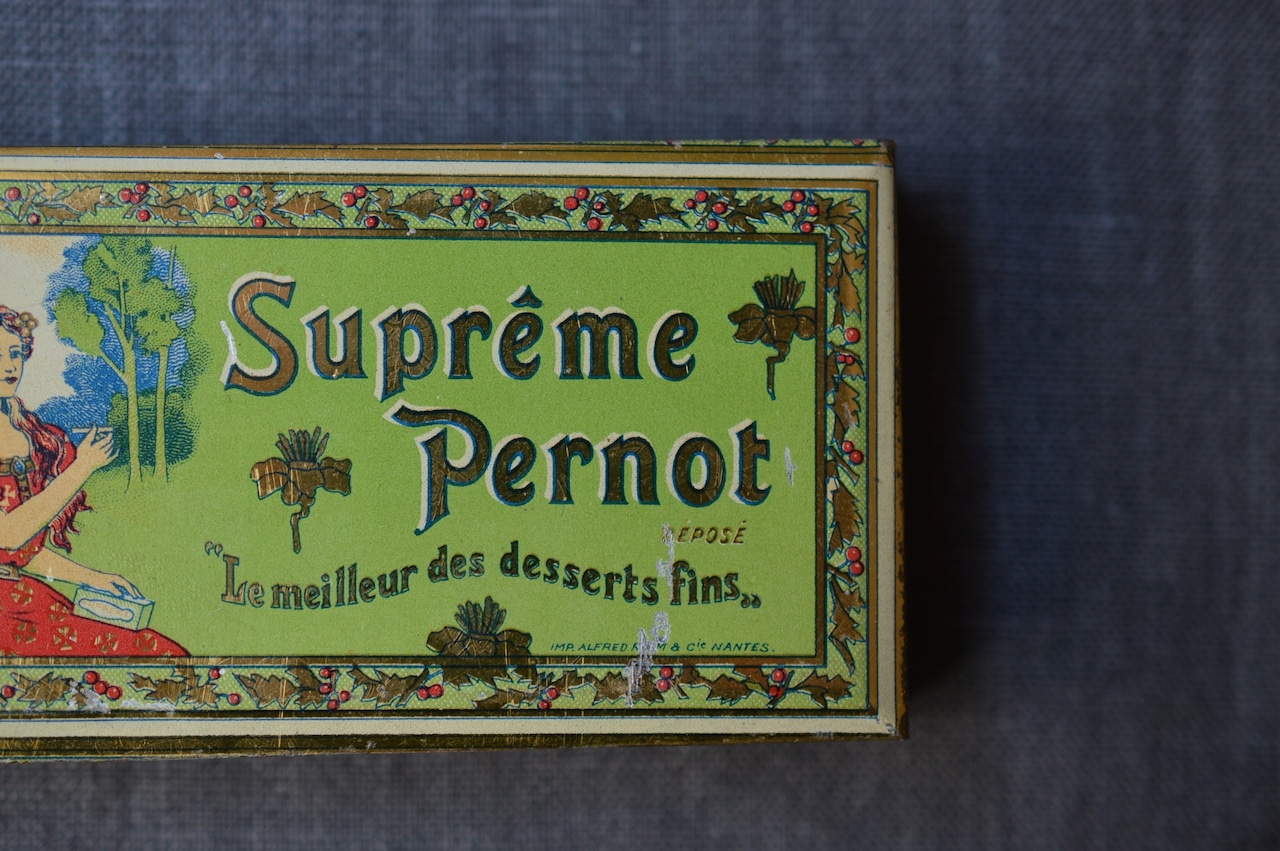 Suprême
Pernot
DÉPOSÉ
“Le meilleur des desserts fins„
IMP. ALFRED & Cie NANTES.